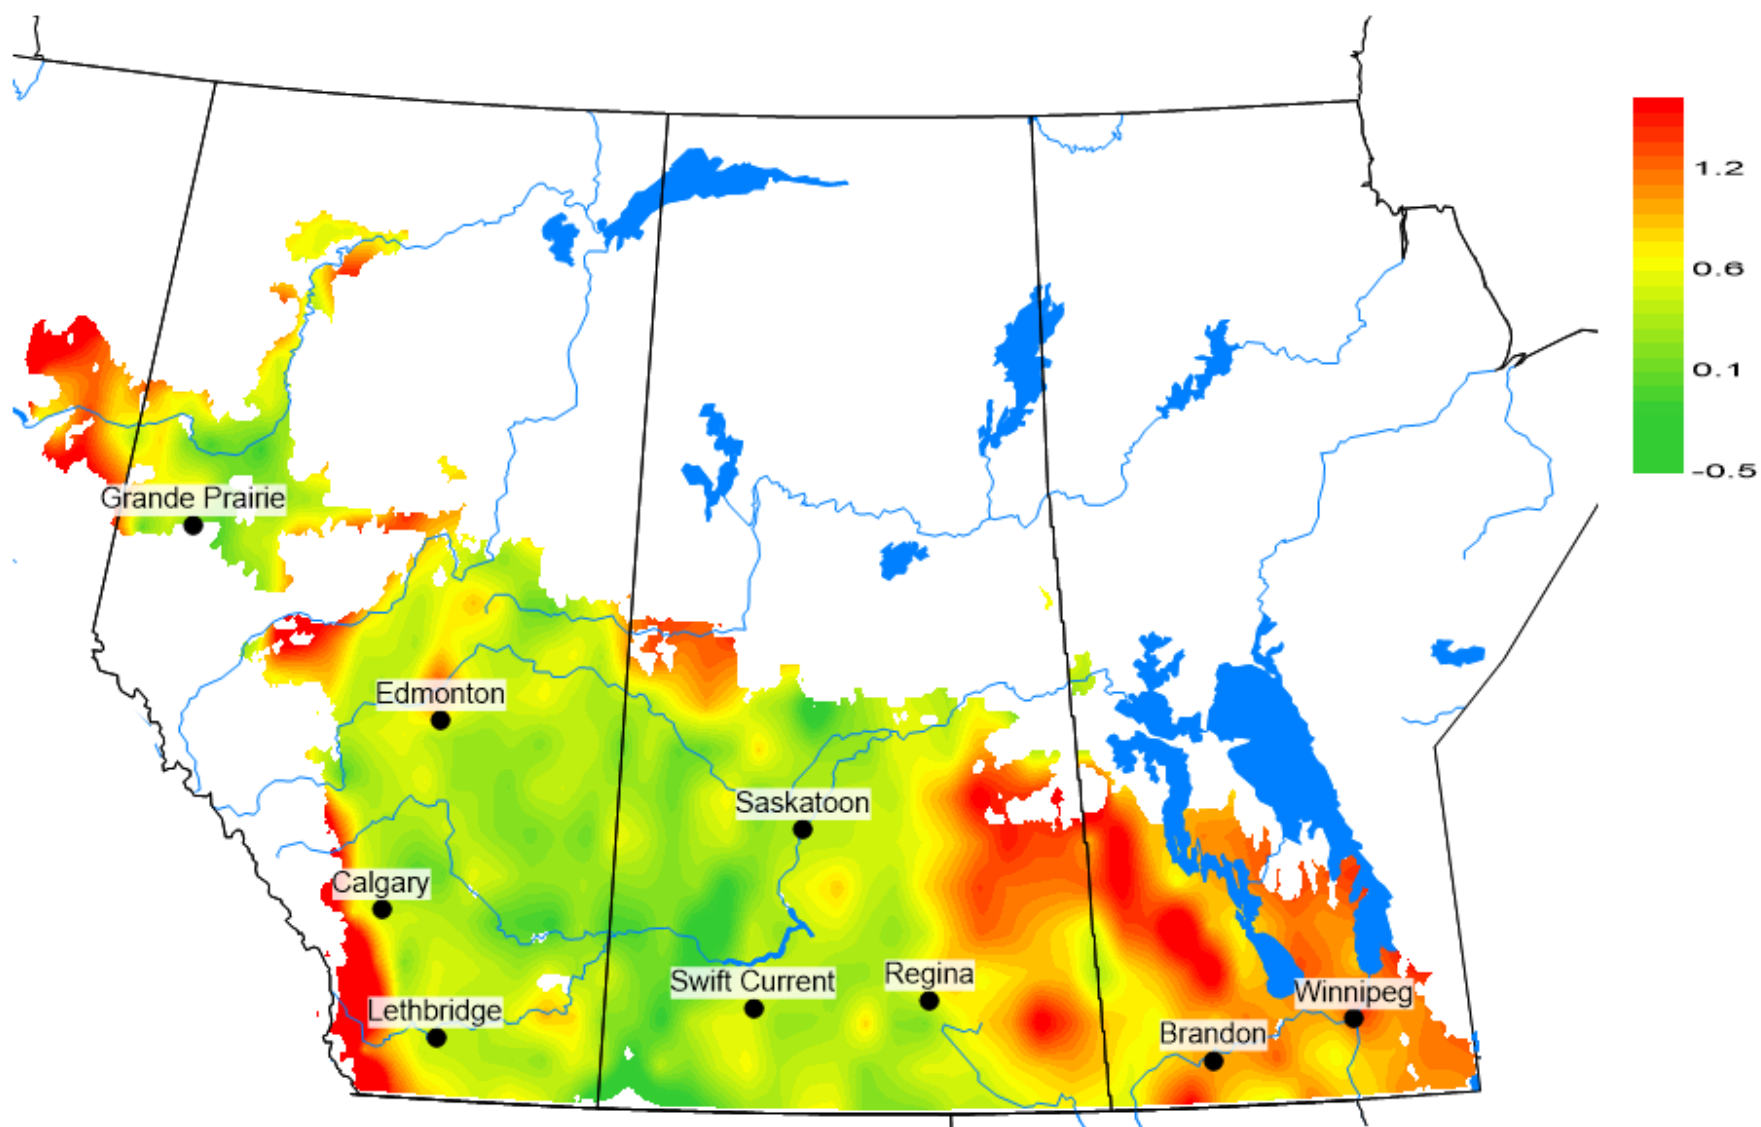 1.2
0.6
0.1
-0.5
Grande Prairie
Edmonton
Saskatoon
Calgary
Swift Current
Regina
Lethbridge
Winnipeg
Brandon